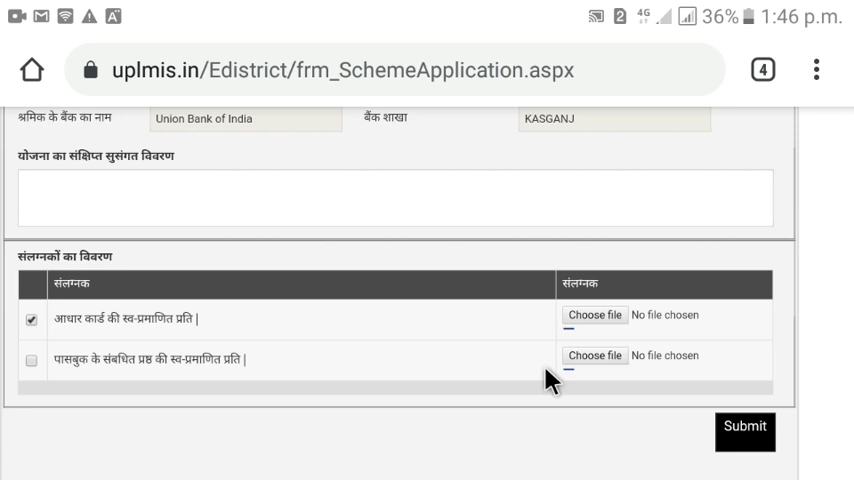 4G 36% 1:46 p.m.
uplmis.in/Edistrict/frm_SchemeApplication.aspx 4
श्रमिक के बैंक का नाम Union Bank of India बैंक शाखा KASGANJ
योजना का संक्षिप्त सुसंगत विवरण
संलग्नकों का विवरण
संलग्नक संलग्नक
आधार कार्ड की स्व-प्रमाणित प्रति | Choose file No file chosen
पासबुक के संबधित प्रष्ठ की स्व-प्रमाणित प्रति | Choose file No file chosen
Submit